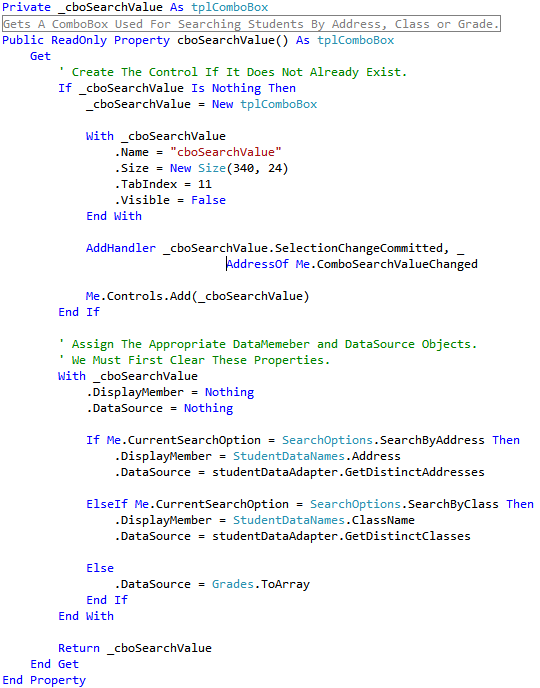 Private _cboSearchValue As tplComboBox
Gets A ComboBox Used For Searching Students By Address, Class or Grade.
Public ReadOnly Property cboSearchValue() As tplComboBox
    Get
        ' Create The Control If It Does Not Already Exist.
        If _cboSearchValue Is Nothing Then
            _cboSearchValue = New tplComboBox

            With _cboSearchValue
                .Name = "cboSearchValue"
                .Size = New Size(340, 24)
                .TabIndex = 11
                .Visible = False
            End With

            AddHandler _cboSearchValue.SelectionChangeCommitted, _
                                AddressOf Me.ComboSearchValueChanged

            Me.Controls.Add(_cboSearchValue)
        End If

        ' Assign The Appropriate DataMemeber and DataSource Objects.
        ' We Must First Clear These Properties.
        With _cboSearchValue
            .DisplayMember = Nothing
            .DataSource = Nothing

            If Me.CurrentSearchOption = SearchOptions.SearchByAddress Then
                .DisplayMember = StudentDataNames.Address
                .DataSource = studentDataAdapter.GetDistinctAddresses

            ElseIf Me.CurrentSearchOption = SearchOptions.SearchByClass Then
                .DisplayMember = StudentDataNames.ClassName
                .DataSource = studentDataAdapter.GetDistinctClasses

            Else
                .DataSource = Grades.ToArray
            End If
        End With

        Return _cboSearchValue
    End Get
End Property